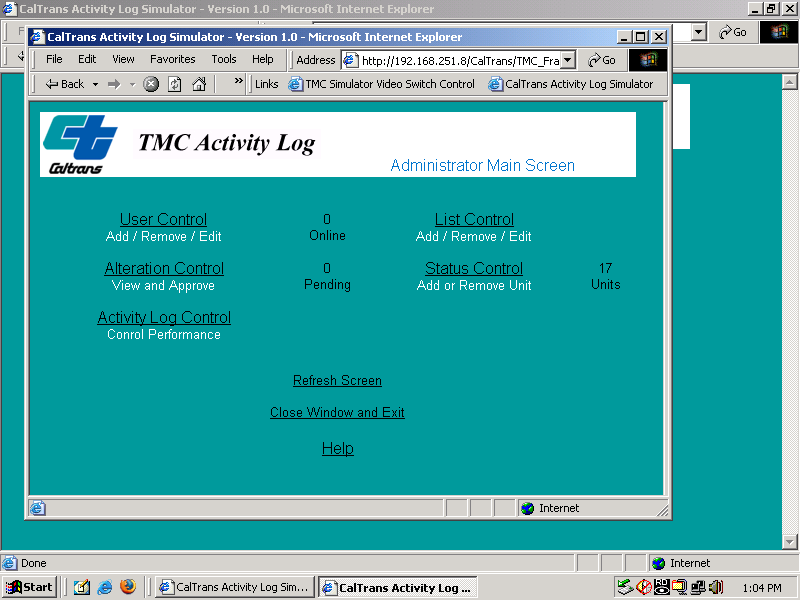 CalTrans Activity Log Simulator - Version 1.0 - Microsoft Internet Explorer
Go
CalTrans Activity Log Simulator - Version 1.0 - Microsoft Internet Explorer
File Edit View Favorites Tools Help Address http://192.168.251.8/CalTrans/TMC_Fra Go
Back » Links TMC Simulator Video Switch Control CalTrans Activity Log Simulator
Caltrans
TMC Activity Log
Administrator Main Screen
User Control 0 List Control
Add / Remove / Edit Online Add / Remove / Edit
Alteration Control 0 Status Control 17
View and Approve Pending Add or Remove Unit Units
Activity Log Control
Conrol Performance
Refresh Screen
Close Window and Exit
Help
Internet
Done Internet
Start CalTrans Activity Log Sim... CalTrans Activity Log ... 1:04 PM